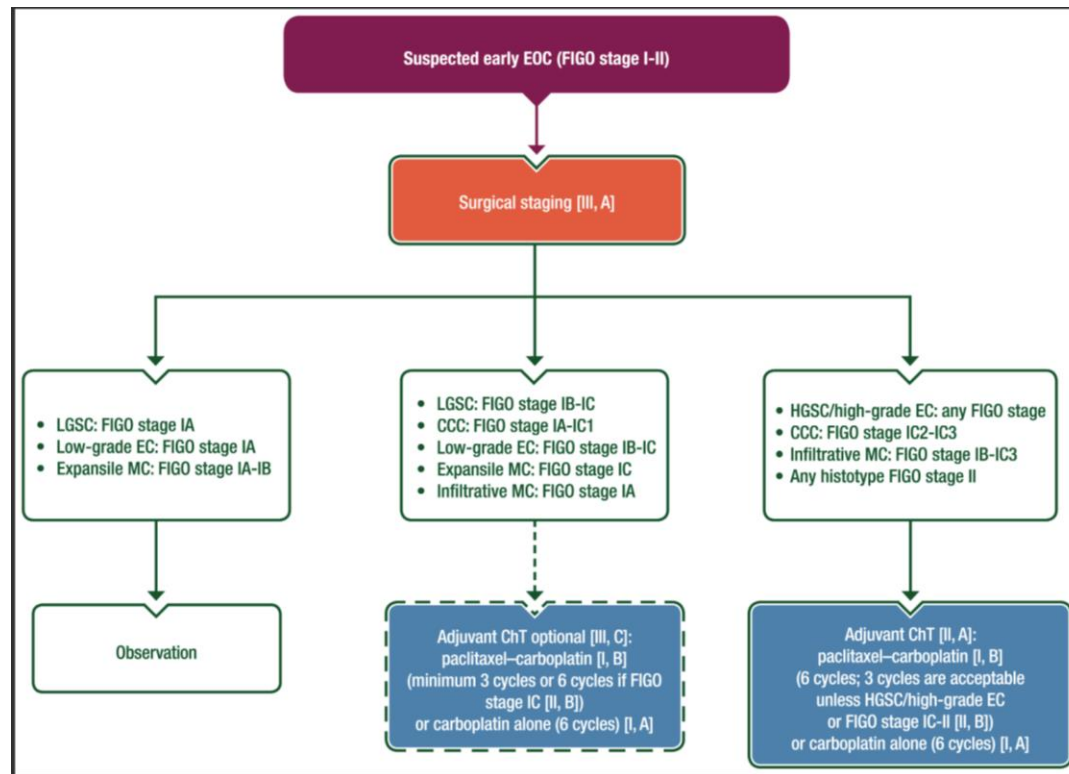 Suspected early EOC (FIGO stage I-II)
Surgical staging [III, A]
• LGSC: FIGO stage IA
• Low-grade EC: FIGO stage IA
• Expansile MC: FIGO stage IA-IB
• LGSC: FIGO stage IB-IC
• CCC: FIGO stage IA-IC1
• Low-grade EC: FIGO stage IB-IC
• Expansile MC: FIGO stage IC
• Infiltrative MC: FIGO stage IA
• HGSC/high-grade EC: any FIGO stage
• CCC: FIGO stage IC2-IC3
• Infiltrative MC: FIGO stage IB-IC3
• Any histotype FIGO stage II
Observation
Adjuvant ChT optional [III, C]:
paclitaxel–carboplatin [I, B]
(minimum 3 cycles or 6 cycles if FIGO
stage IC [II, B])
or carboplatin alone (6 cycles) [I, A]
Adjuvant ChT [II, A]:
paclitaxel–carboplatin [I, B]
(6 cycles; 3 cycles are acceptable
unless HGSC/high-grade EC
or FIGO stage IC-II [II, B])
or carboplatin alone (6 cycles) [I, A]